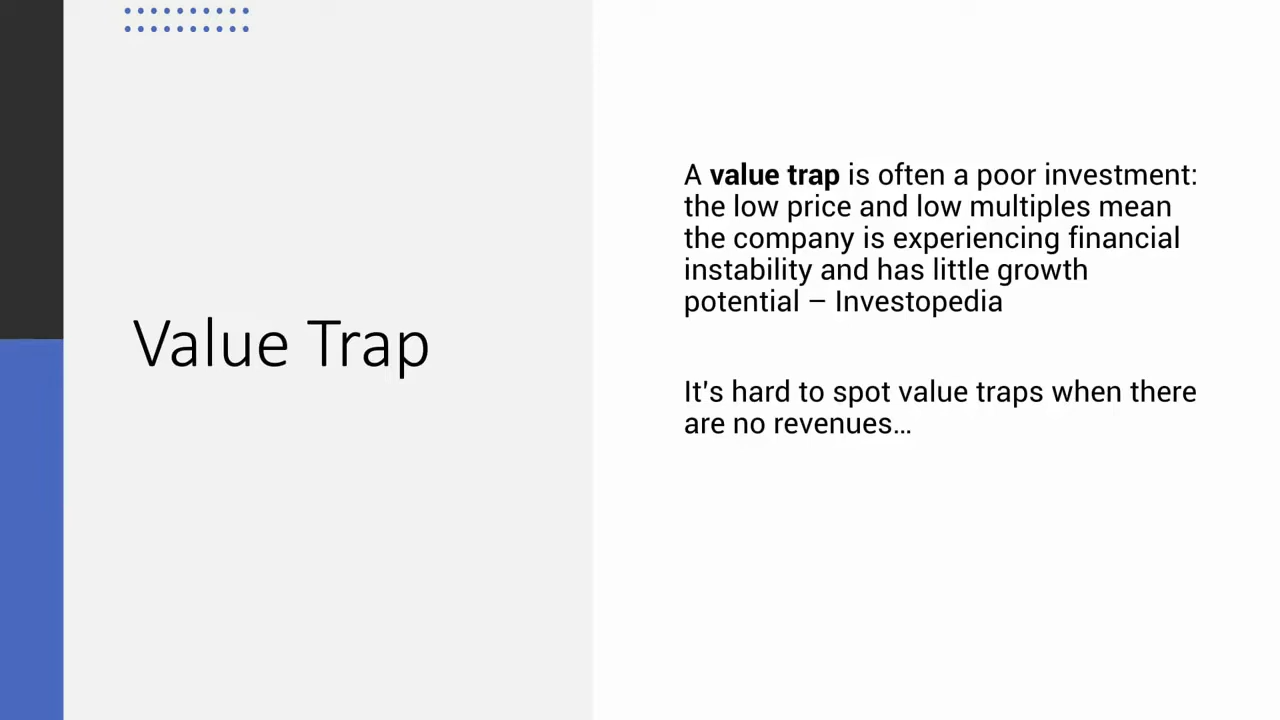 Value Trap
A value trap is often a poor investment:
the low price and low multiples mean
the company is experiencing financial
instability and has little growth
potential – Investopedia
It's hard to spot value traps when there
are no revenues…